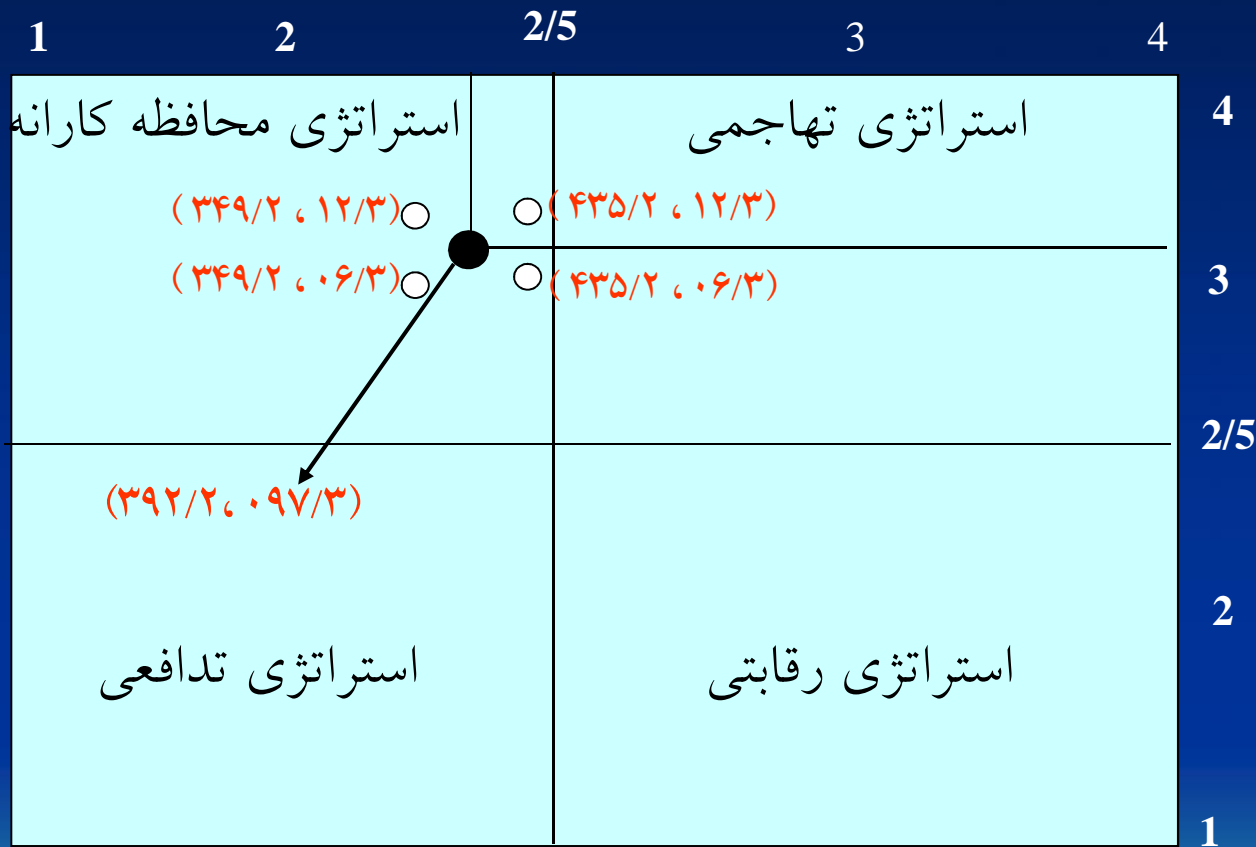 1 2 2/5 3 4
استراتژی تهاجمی
استراتژی محافظه کارانه
4
(۴۳۵/۲ ، ۱۲/۳)
(۳۴۹/۲ ، ۱۲/۳)
(۴۳۵/۲ ، ۰۶/۳)
(۳۴۹/۲ ، ۰۶/۳)
3
2/5
(۳۹۲/۲، ۰۹۷/۳)
2
استراتژی رقابتی
استراتژی تدافعی
1